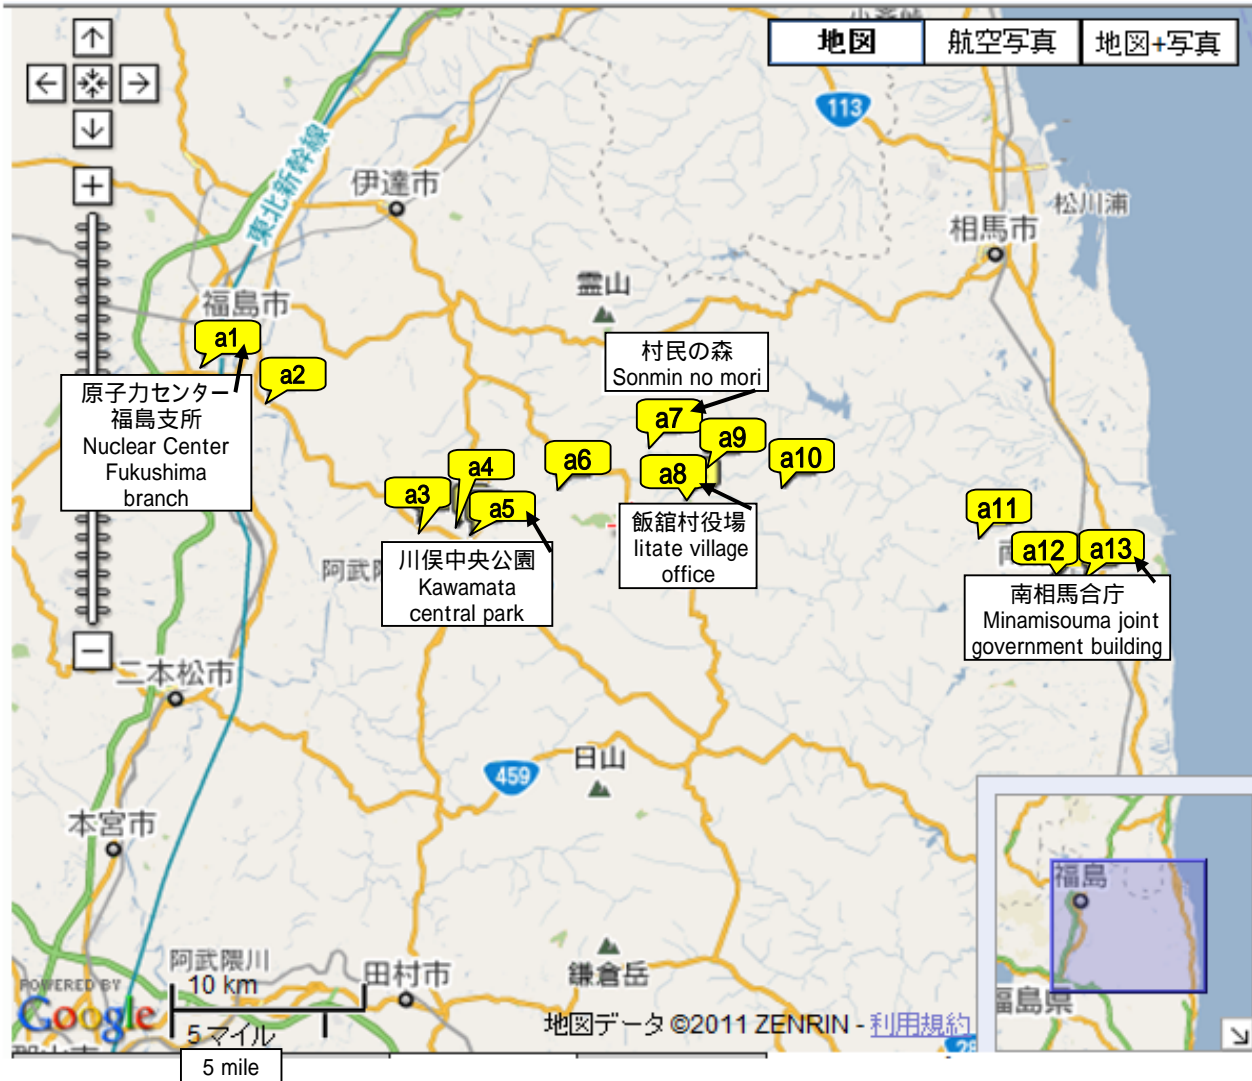 地図
航空写真
地図+写真
113
東北新幹線
伊達市
松川浦
相馬市
霊山
福島市
a1
a2
原子力センター
福島支所
Nuclear Center
Fukushima
branch
村民の森
Sonmin no mori
a7
a9
a10
a8
a6
a4
a3
a5
飯舘村役場
Iitate village
office
川俣中央公園
Kawamata
central park
a11
a12
a13
南相馬合庁
Minamisouma joint
government building
二本松市
日山
459
本宮市
福島
福島県
阿武隈川
田村市
鎌倉岳
10 km
5 マイル
5 mile
POWERED BY
Google
地図データ ©2011 ZENRIN - 利用規約